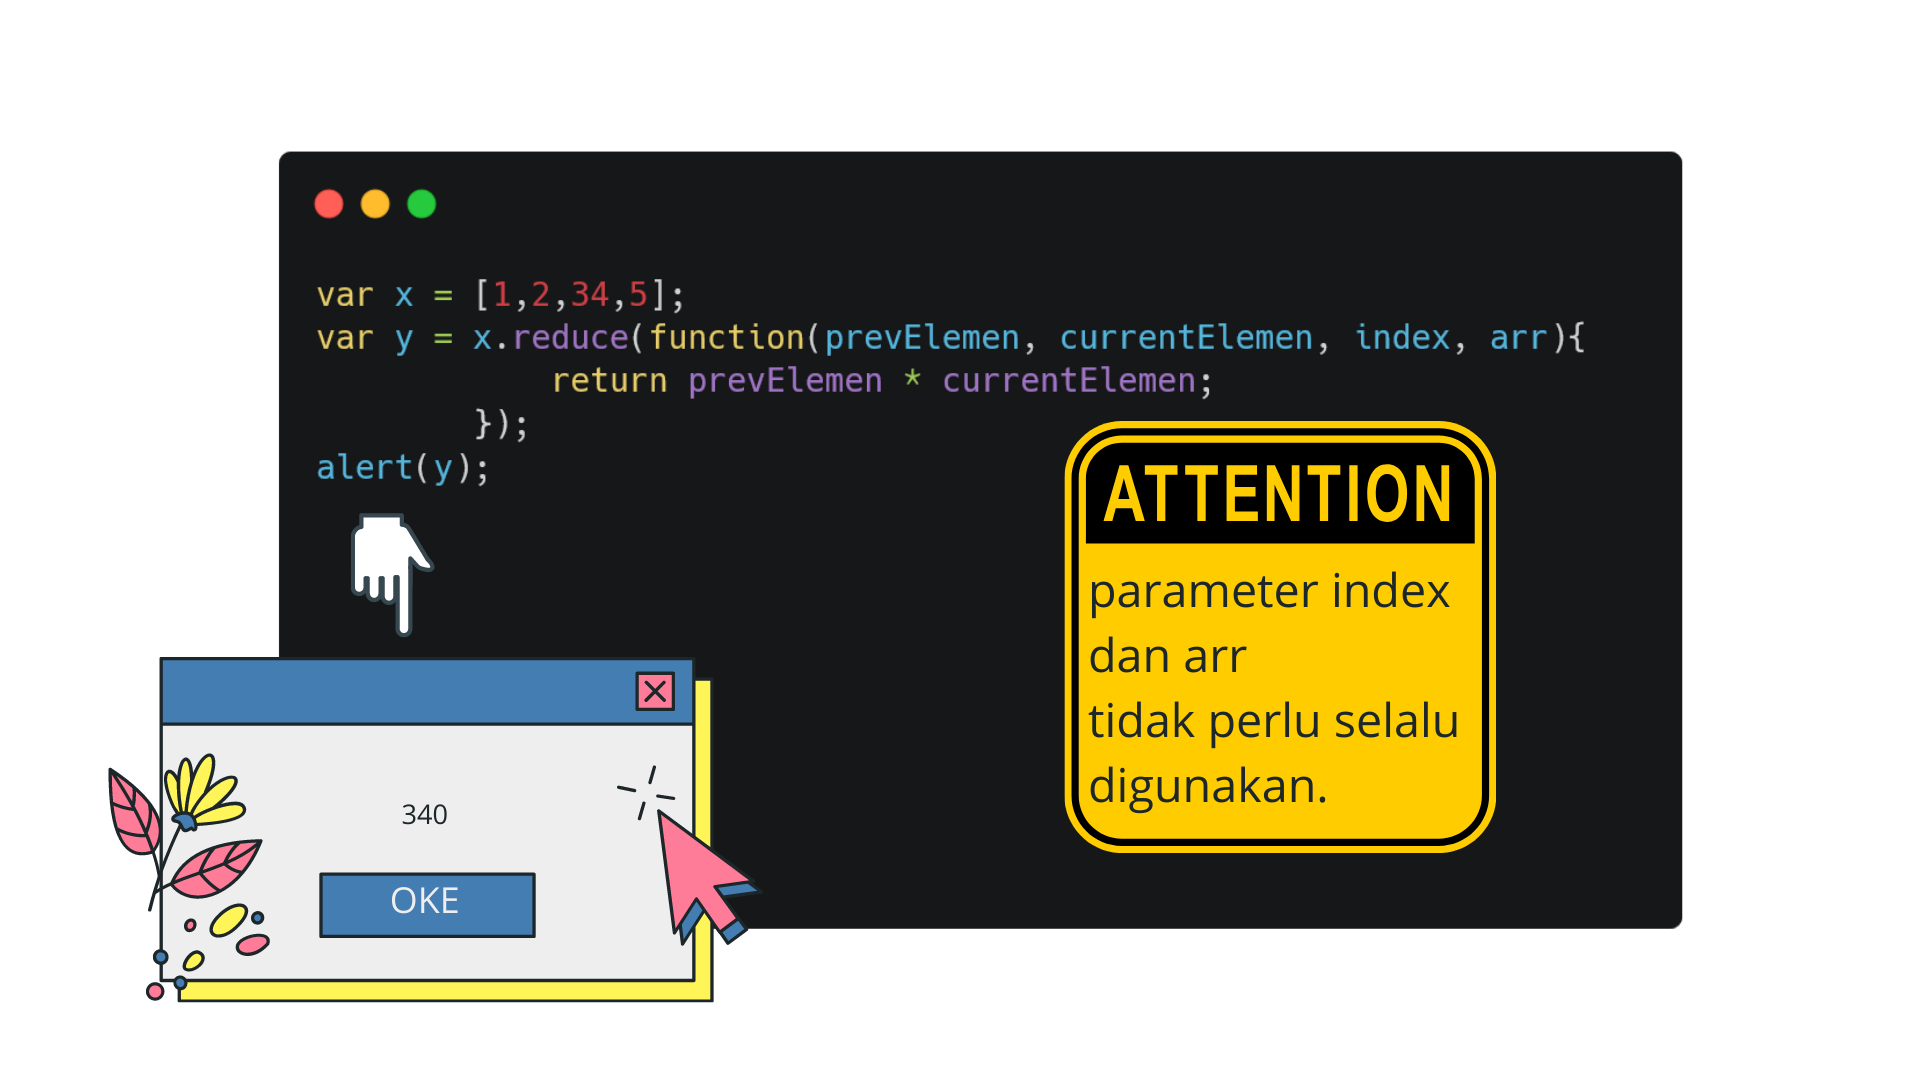 var x = [1,2,34,5];
var y = x.reduce(function(prevElemen, currentElemen, index, arr){
return prevElemen * currentElemen;
});
alert(y);
ATTENTION
parameter index
dan arr
tidak perlu selalu
digunakan.
340
OKE